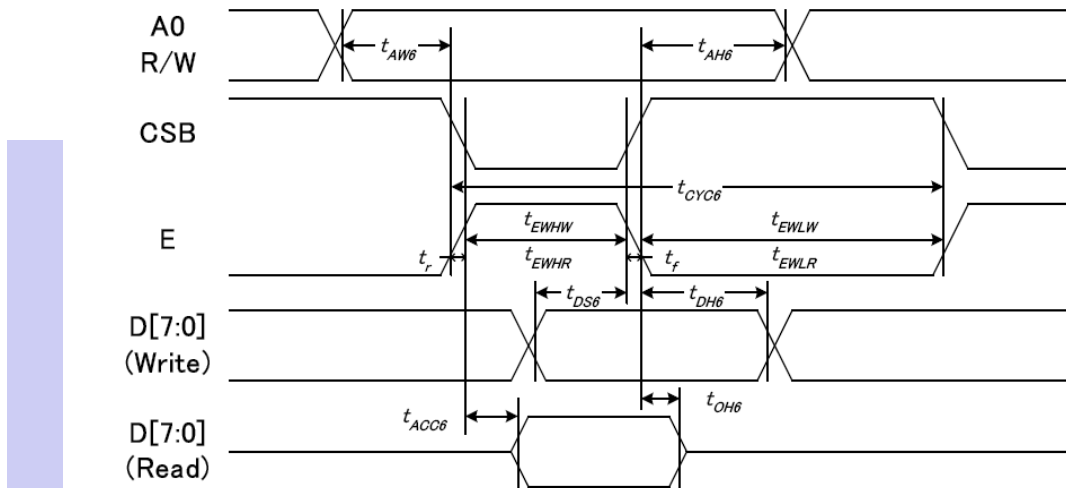 A0
R/W
tAW6
tAH6
CSB
tCYC6
E
tEWHW
tEWLW
tr
tEWHR
tf
tEWLR
tDS6
tDH6
D[7:0]
(Write)
tACC6
tOH6
D[7:0]
(Read)